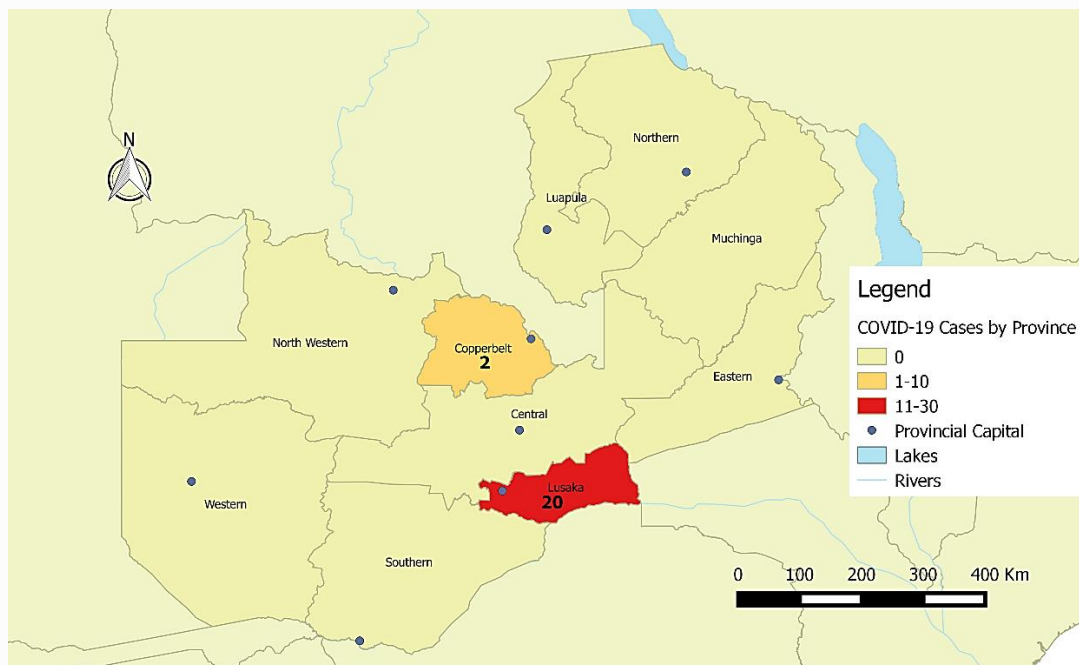 N
Northern
Luapula
Muchinga
North Western
Copperbelt
2
Eastern
Central
Lusaka
20
Western
Southern
Legend
COVID-19 Cases by Province
0
1-10
11-30
Provincial Capital
Lakes
Rivers
0 100 200 300 400 Km